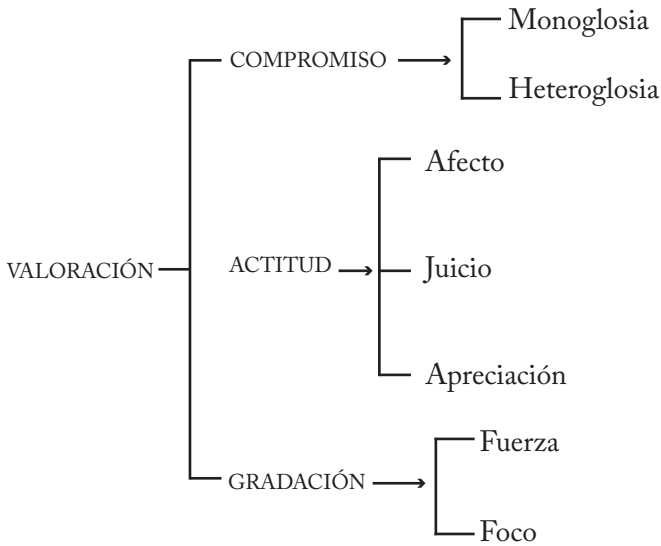 VALORACIÓN
COMPROMISO
Monoglosia
Heteroglosia
ACTITUD
Afecto
Juicio
Apreciación
GRADACIÓN
Fuerza
Foco